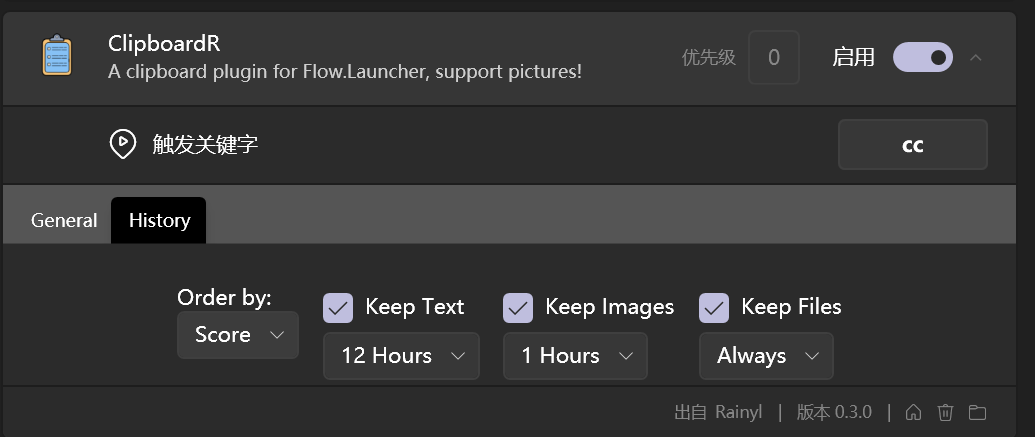 ClipboardR
A clipboard plugin for Flow.Launcher, support pictures!
优先级 0 启用
触发关键字 cc
General History
Order by: Keep Text Keep Images Keep Files
Score 12 Hours 1 Hours Always
出自 Rainyl | 版本 0.3.0 |